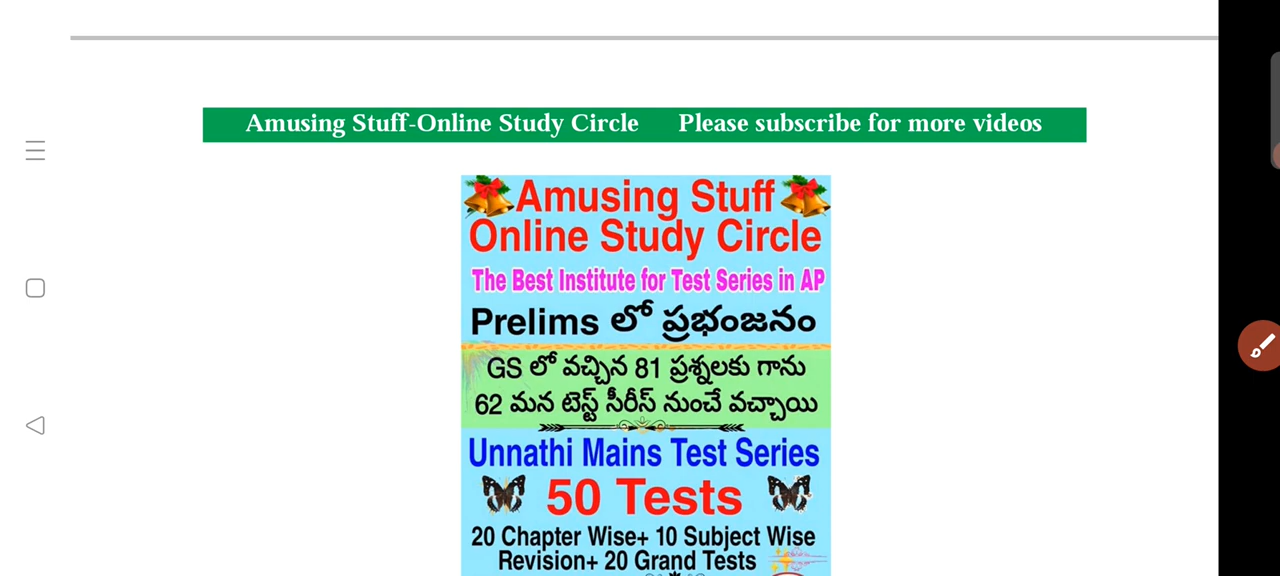 Amusing Stuff-Online Study Circle Please subscribe for more videos
Amusing Stuff
Online Study Circle
The Best Institute for Test Series in AP
Prelims లో ప్రభంజనం
GS లో వచ్చిన 81 ప్రశ్నలకు గాను
62 మన టెస్ట్ సిరీస్ నుంచే వచ్చాయి
Unnathi Mains Test Series
50 Tests
20 Chapter Wise+ 10 Subject Wise
Revision+ 20 Grand Tests